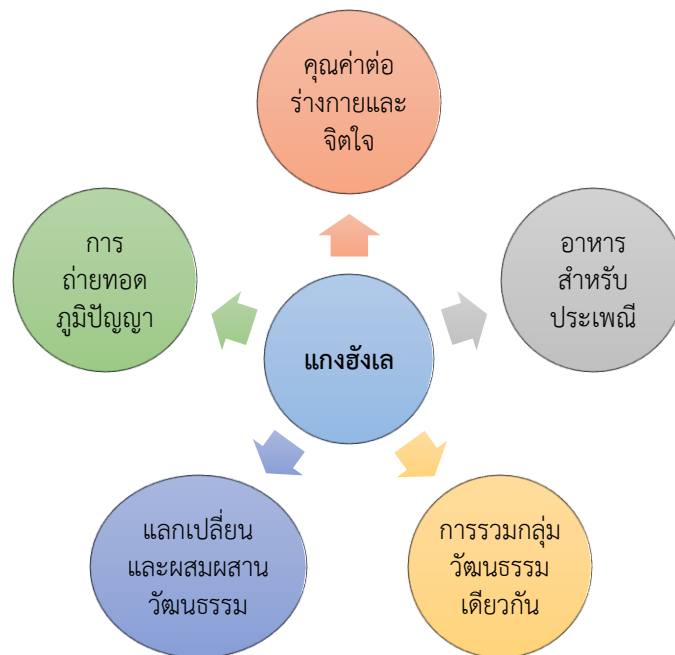 คุณค่าต่อ
ร่างกายและ
จิตใจ
การ
ถ่ายทอด
ภูมิปัญญา
อาหาร
สำหรับ
ประเพณี
แกงฮังเล
แลกเปลี่ยน
และผสมผสาน
วัฒนธรรม
การรวมกลุ่ม
วัฒนธรรม
เดียวกัน